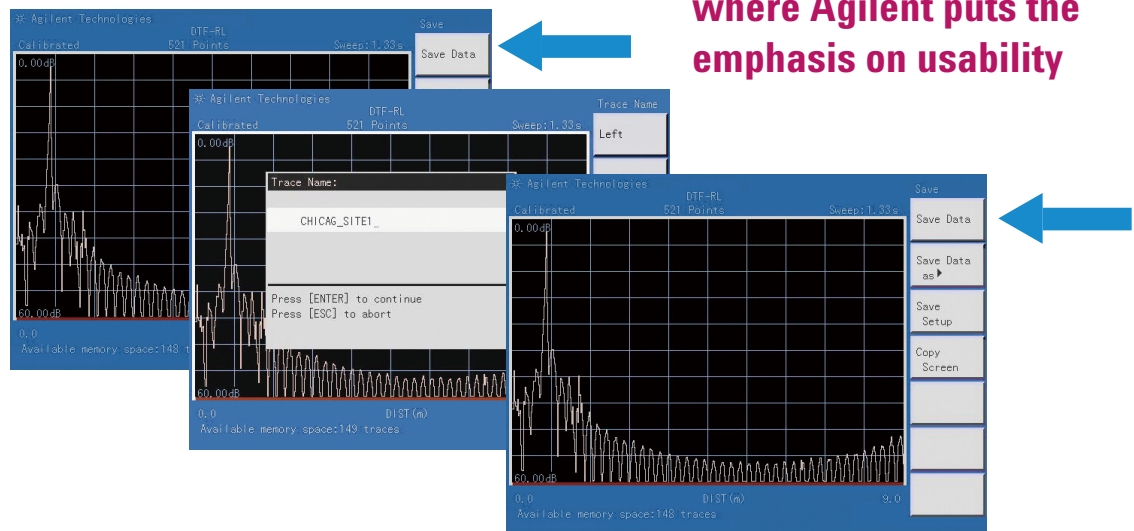 where Agilent puts the
emphasis on usability
Agilent Technologies
DTF-RL
Save
Calibrated
521 Points
Sweep:1.33s
Save Data
0.00dB
60.00dB
0.0
Available memory space:148
Agilent Technologies
DTF-RL
Trace Name
Calibrated
521 Points
Sweep:1.33s
Left
0.00dB
Trace Name:
CHICAG_SITE1_
Press [ENTER] to continue
Press [ESC] to abort
60.00dB
0.0
DIST(m)
Available memory space:149 traces
Agilent Technologies
DTF-RL
Save
Calibrated
521 Points
Sweep:1.33s
Save Data
0.00dB
Save Data
as
Save
Setup
Copy
Screen
60.00dB
0.0
DIST(m)
9.0
Available memory space:148 traces